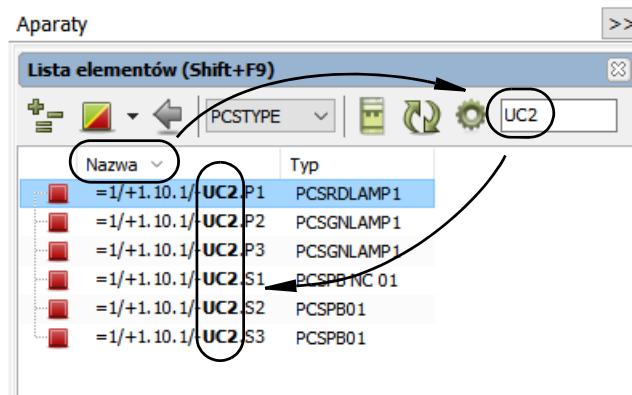 Aparaty >>
Lista elementów (Shift+F9)
PCSTYPE UC2
Nazwa Typ
=1/+1.10.1/-UC2.P1 PCSRDLAMP1
=1/+1.10.1/-UC2.P2 PCSGNLAMP1
=1/+1.10.1/-UC2.P3 PCSGNLAMP1
=1/+1.10.1/-UC2.S1 PCSPB NC 01
=1/+1.10.1/-UC2.S2 PCSPB01
=1/+1.10.1/-UC2.S3 PCSPB01